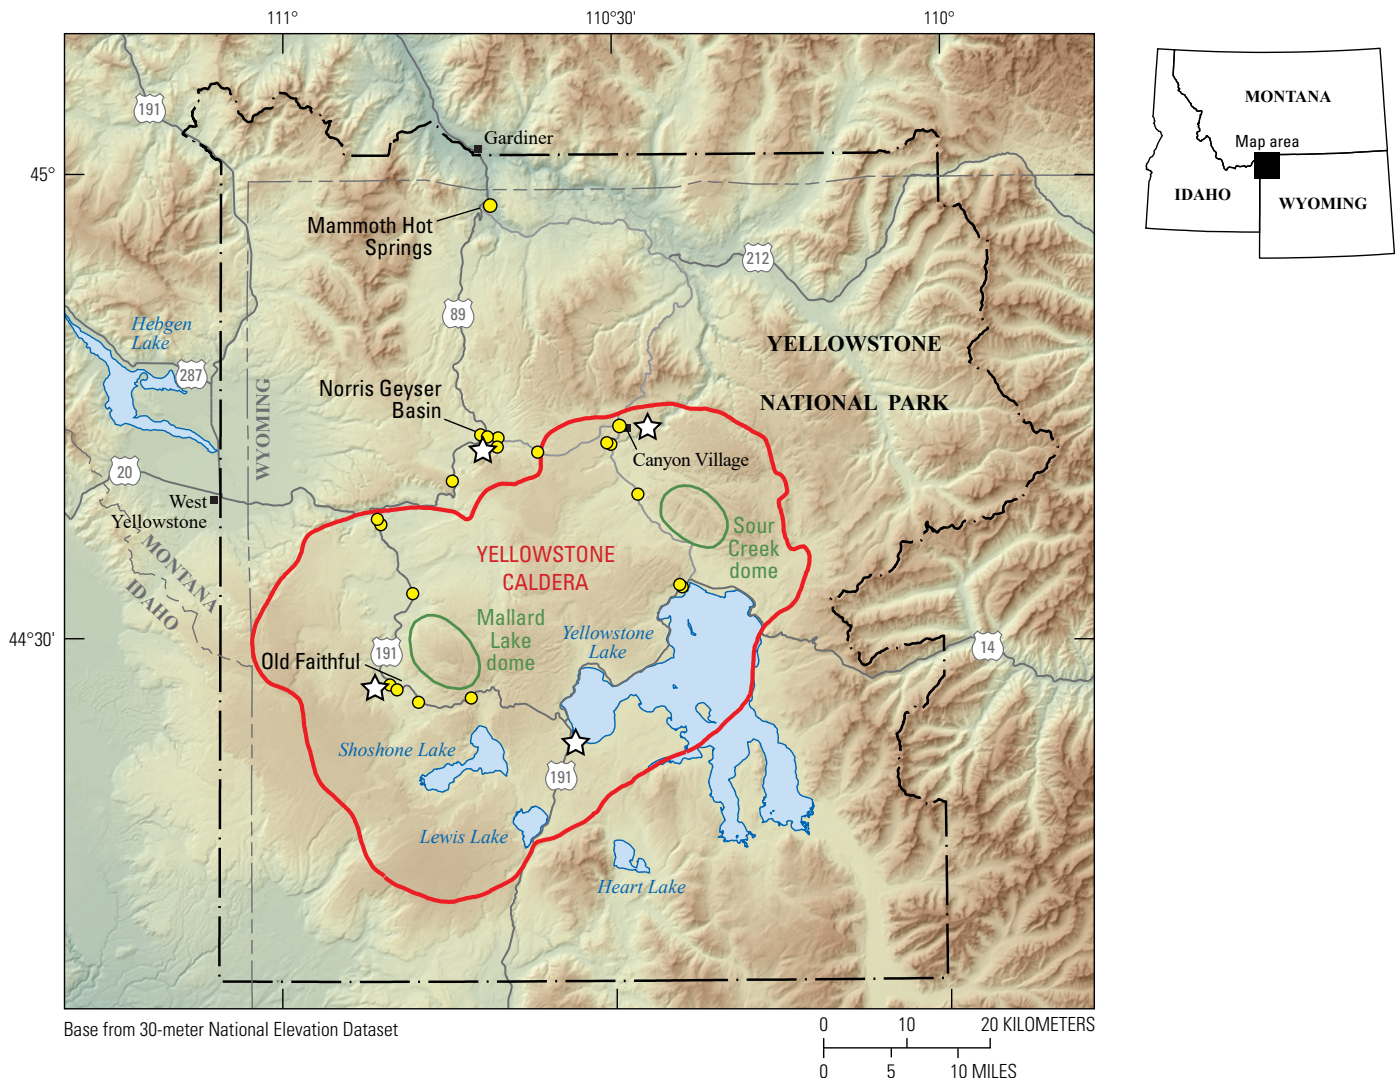 111°
110°30'
110°
191
Gardiner
45°
Mammoth Hot
Springs
212
89
Hebgen
Lake
287
YELLOWSTONE
NATIONAL PARK
Norris Geyser
Basin
WYOMING
Canyon Village
20
West
Yellowstone
MONTANA
IDAHO
YELLOWSTONE
CALDERA
Sour
Creek
dome
Mallard
Lake
dome
Yellowstone
Lake
44°30'
191
14
Old Faithful
Shoshone Lake
191
Lewis Lake
Heart Lake
MONTANA
Map area
IDAHO
WYOMING
Base from 30-meter National Elevation Dataset
0 10 20 KILOMETERS
0 5 10 MILES